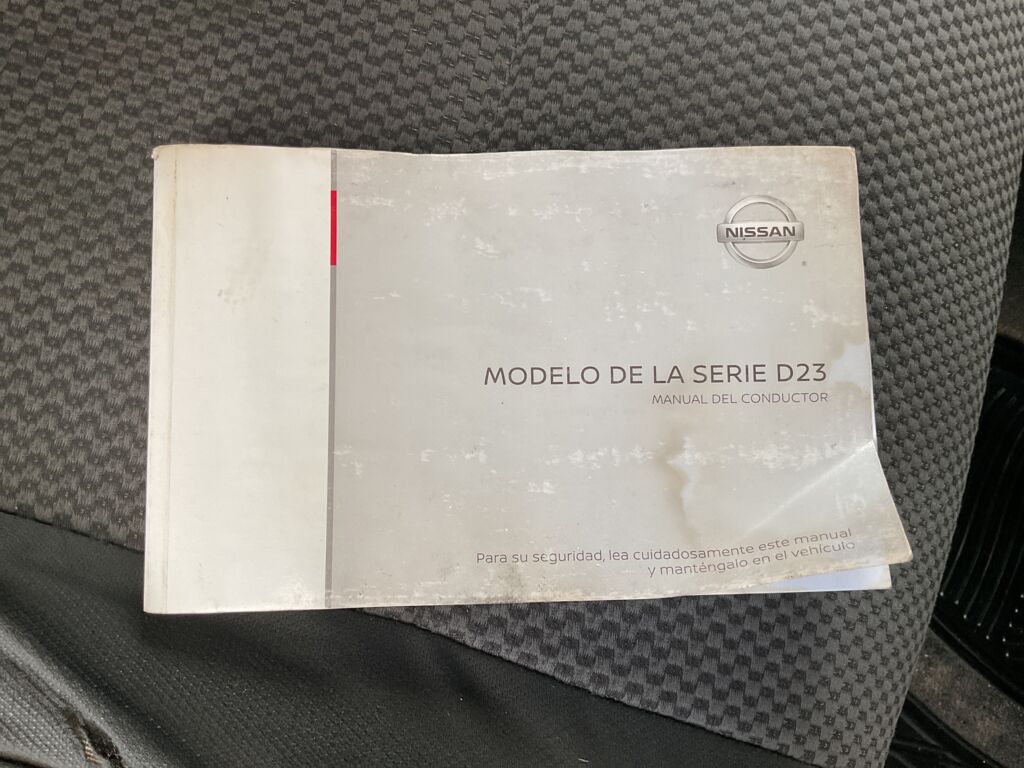 NISSAN
MODELO DE LA SERIE D23
MANUAL DEL CONDUCTOR
Para su seguridad, lea cuidadosamente este manual
y manténgalo en el vehículo